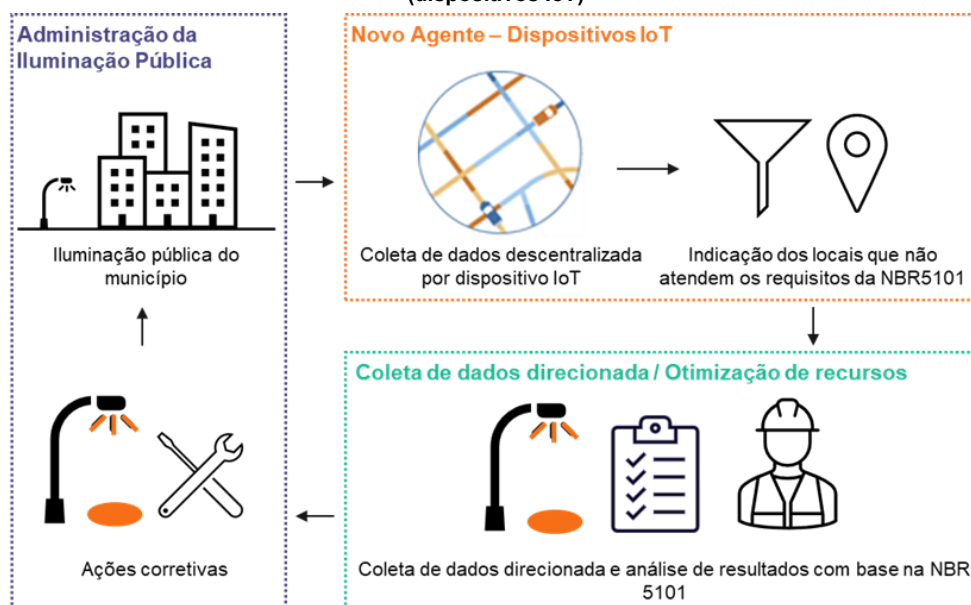 (dispositivos IoT)
Administração da
Iluminação Pública
Novo Agente – Dispositivos IoT
Iluminação pública do
município
Coleta de dados descentralizada
por dispositivo IoT
Indicação dos locais que não
atendem os requisitos da NBR5101
Coleta de dados direcionada / Otimização de recursos
Ações corretivas
Coleta de dados direcionada e análise de resultados com base na NBR
5101